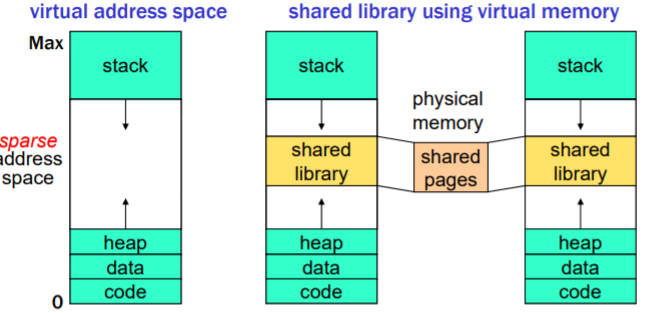 virtual address space
shared library using virtual memory
Max
stack
sparse
address
space
heap
data
code
0
stack
shared
library
heap
data
code
physical
memory
shared
pages
stack
shared
library
heap
data
code